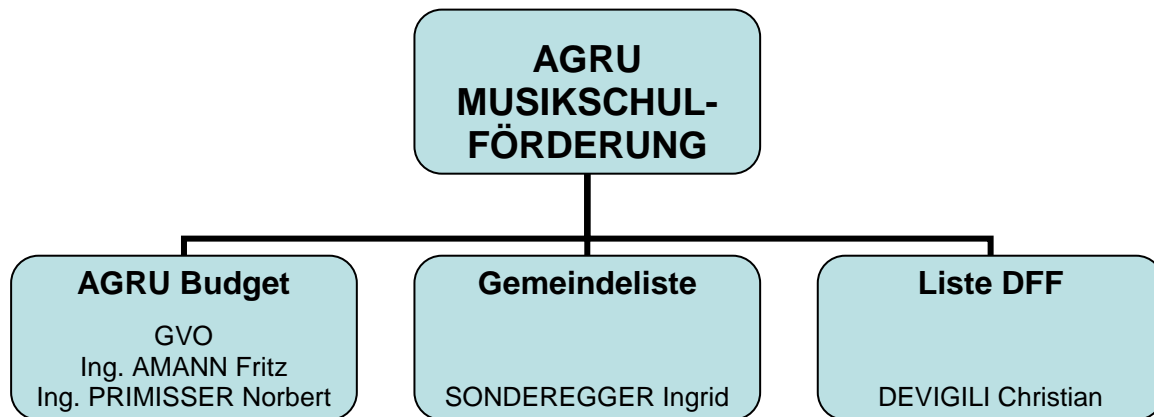 AGRU
MUSIKSCHUL-
FÖRDERUNG
AGRU Budget
GVO
Ing. AMANN Fritz
Ing. PRIMISSER Norbert
Gemeindeliste
SONDEREGGER Ingrid
Liste DFF
DEVIGILI Christian